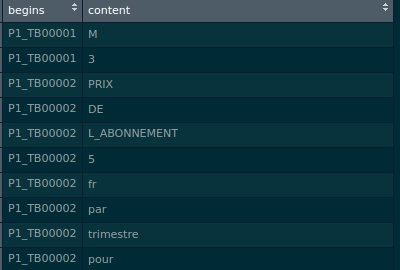 begins content
P1_TB00001 M
P1_TB00001 3
P1_TB00002 PRIX
P1_TB00002 DE
P1_TB00002 L_ABONNEMENT
P1_TB00002 5
P1_TB00002 fr
P1_TB00002 par
P1_TB00002 trimestre
P1_TB00002 pour